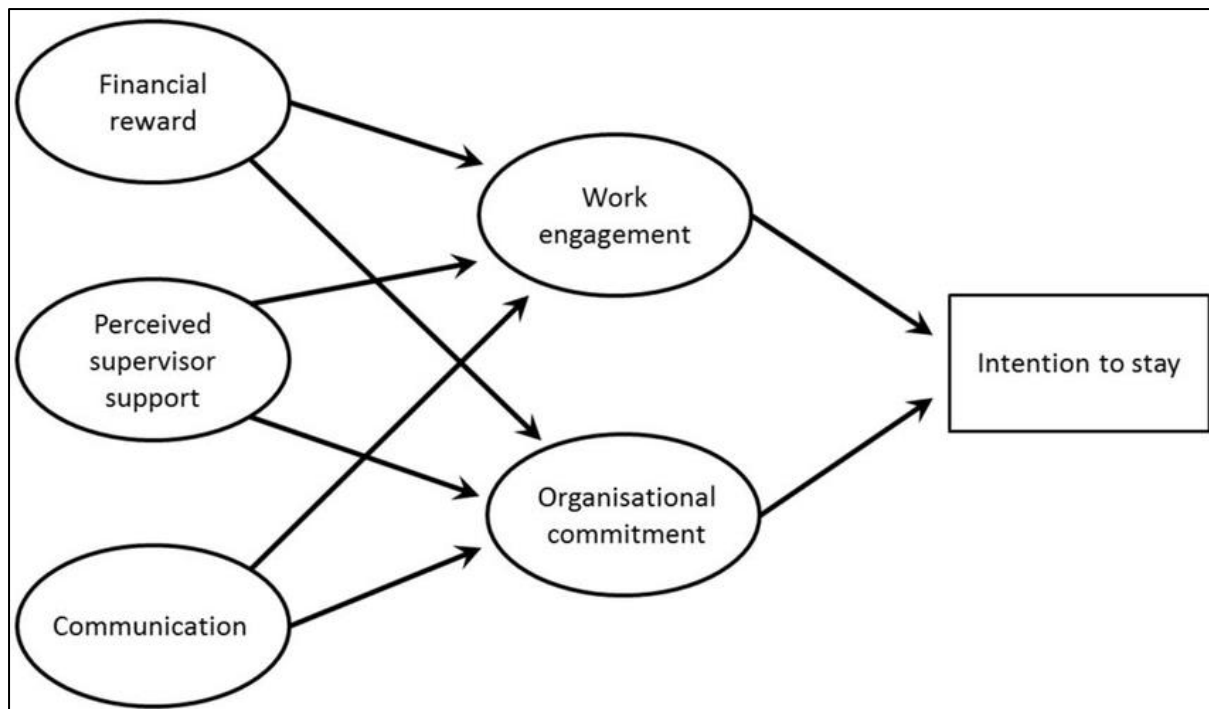 Financial
reward
Work
engagement
Perceived
supervisor
support
Intention to stay
Organisational
commitment
Communication